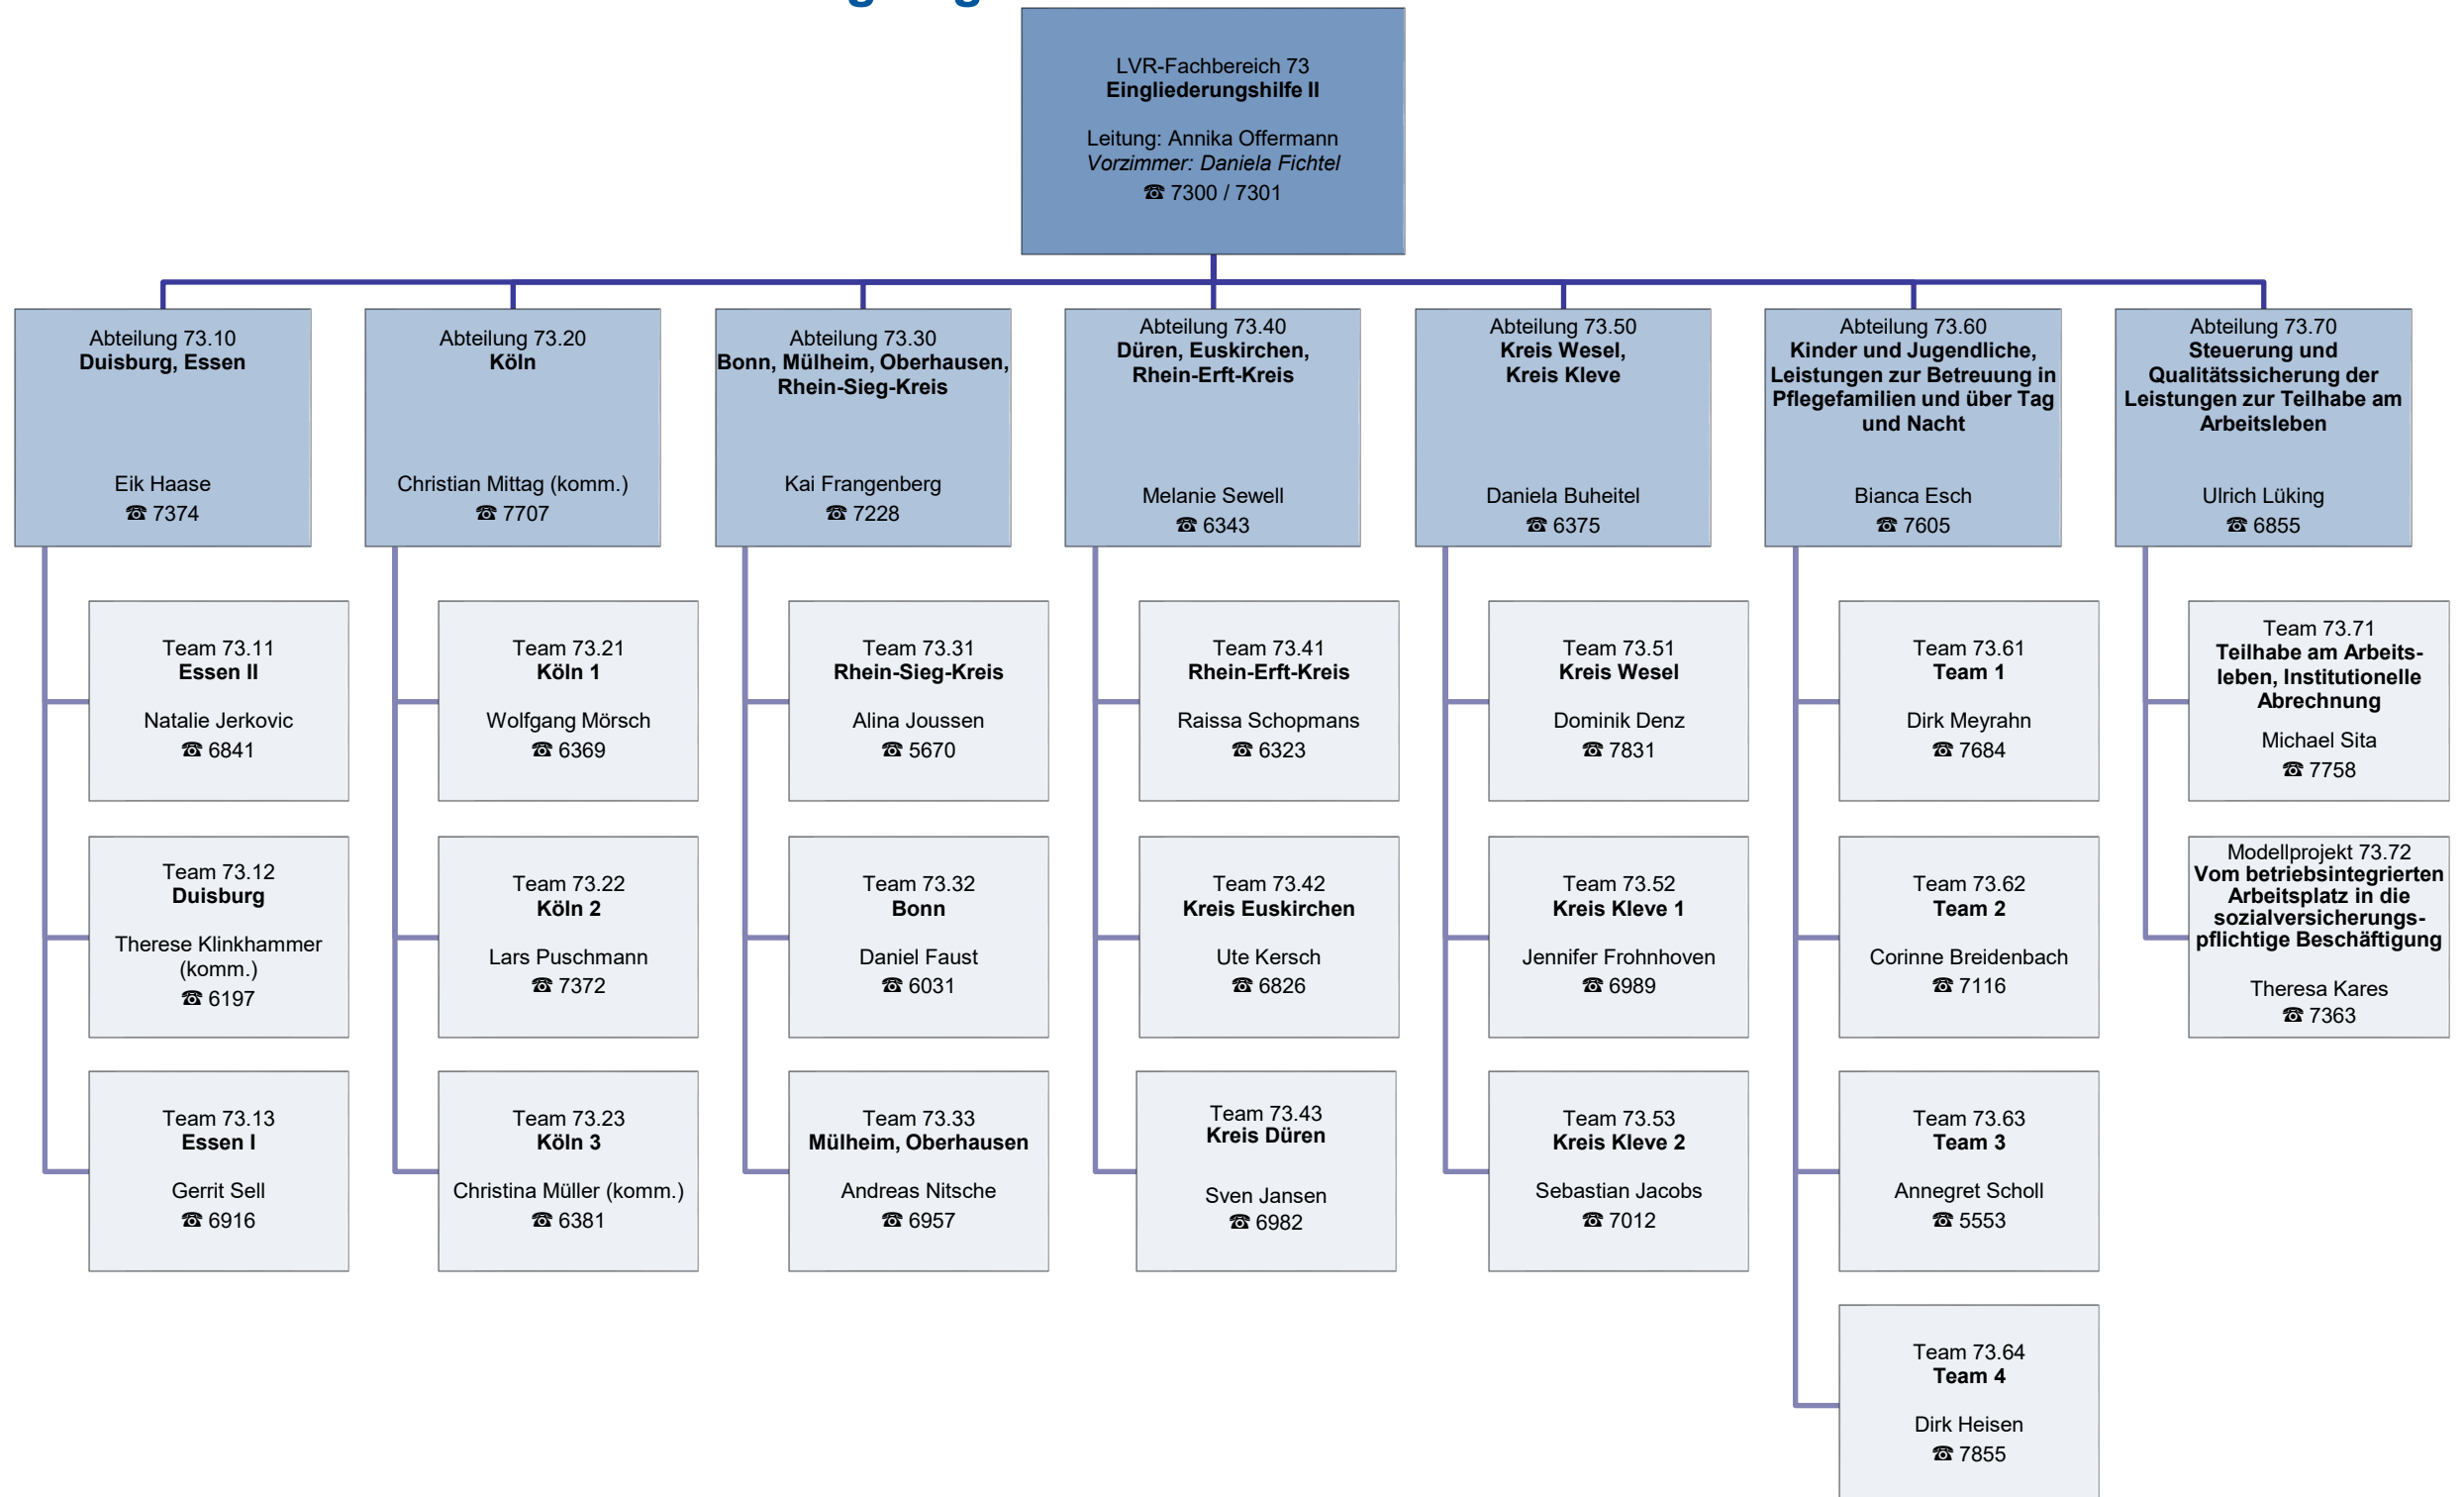 LVR-Fachbereich 73
Eingliederungshilfe II
Leitung: Annika Offermann
Vorzimmer: Daniela Fichtel
☎ 7300 / 7301
Abteilung 73.10
Duisburg, Essen
Eik Haase
☎ 7374
Abteilung 73.20
Köln
Christian Mittag (komm.)
☎ 7707
Abteilung 73.30
Bonn, Mülheim, Oberhausen,
Rhein-Sieg-Kreis
Kai Frangenberg
☎ 7228
Abteilung 73.40
Düren, Euskirchen,
Rhein-Erft-Kreis
Melanie Sewell
☎ 6343
Abteilung 73.50
Kreis Wesel,
Kreis Kleve
Daniela Buheitel
☎ 6375
Abteilung 73.60
Kinder und Jugendliche,
Leistungen zur Betreuung in
Pflegefamilien und über Tag
und Nacht
Bianca Esch
☎ 7605
Abteilung 73.70
Steuerung und
Qualitätssicherung der
Leistungen zur Teilhabe am
Arbeitsleben
Ulrich Lüking
☎ 6855
Team 73.11
Essen II
Natalie Jerkovic
☎ 6841
Team 73.21
Köln 1
Wolfgang Mörsch
☎ 6369
Team 73.31
Rhein-Sieg-Kreis
Alina Joussen
☎ 5670
Team 73.41
Rhein-Erft-Kreis
Raissa Schopmans
☎ 6323
Team 73.51
Kreis Wesel
Dominik Denz
☎ 7831
Team 73.61
Team 1
Dirk Meyrahn
☎ 7684
Team 73.71
Teilhabe am Arbeits-
leben, Institutionelle
Abrechnung
Michael Sita
☎ 7758
Team 73.12
Duisburg
Therese Klinkhammer
(komm.)
☎ 6197
Team 73.22
Köln 2
Lars Puschmann
☎ 7372
Team 73.32
Bonn
Daniel Faust
☎ 6031
Team 73.42
Kreis Euskirchen
Ute Kersch
☎ 6826
Team 73.52
Kreis Kleve 1
Jennifer Frohnhoven
☎ 6989
Team 73.62
Team 2
Corinne Breidenbach
☎ 7116
Modellprojekt 73.72
Vom betriebsintegrierten
Arbeitsplatz in die
sozialversicherungs-
pflichtige Beschäftigung
Theresa Kares
☎ 7363
Team 73.13
Essen I
Gerrit Sell
☎ 6916
Team 73.23
Köln 3
Christina Müller (komm.)
☎ 6381
Team 73.33
Mülheim, Oberhausen
Andreas Nitsche
☎ 6957
Team 73.43
Kreis Düren
Sven Jansen
☎ 6982
Team 73.53
Kreis Kleve 2
Sebastian Jacobs
☎ 7012
Team 73.63
Team 3
Annegret Scholl
☎ 5553
Team 73.64
Team 4
Dirk Heisen
☎ 7855